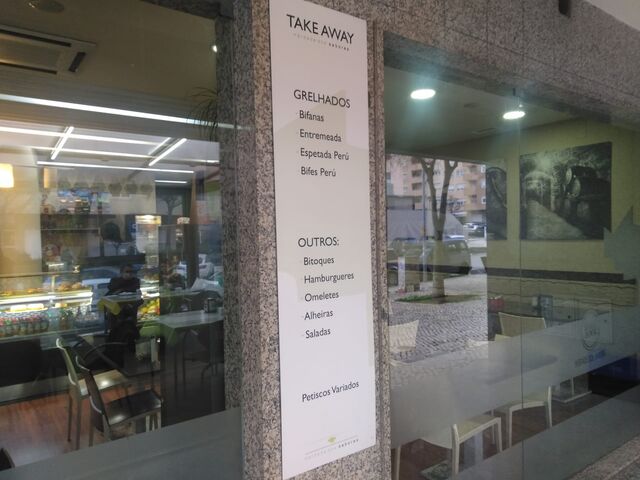 TAKE AWAY
GRELHADOS
Bifanas
Entremeada
Espetada Perú
Bifes Perú
OUTROS:
Bitoques
Hamburgueres
Omeletes
Alheiras
Saladas
Petiscos Variados